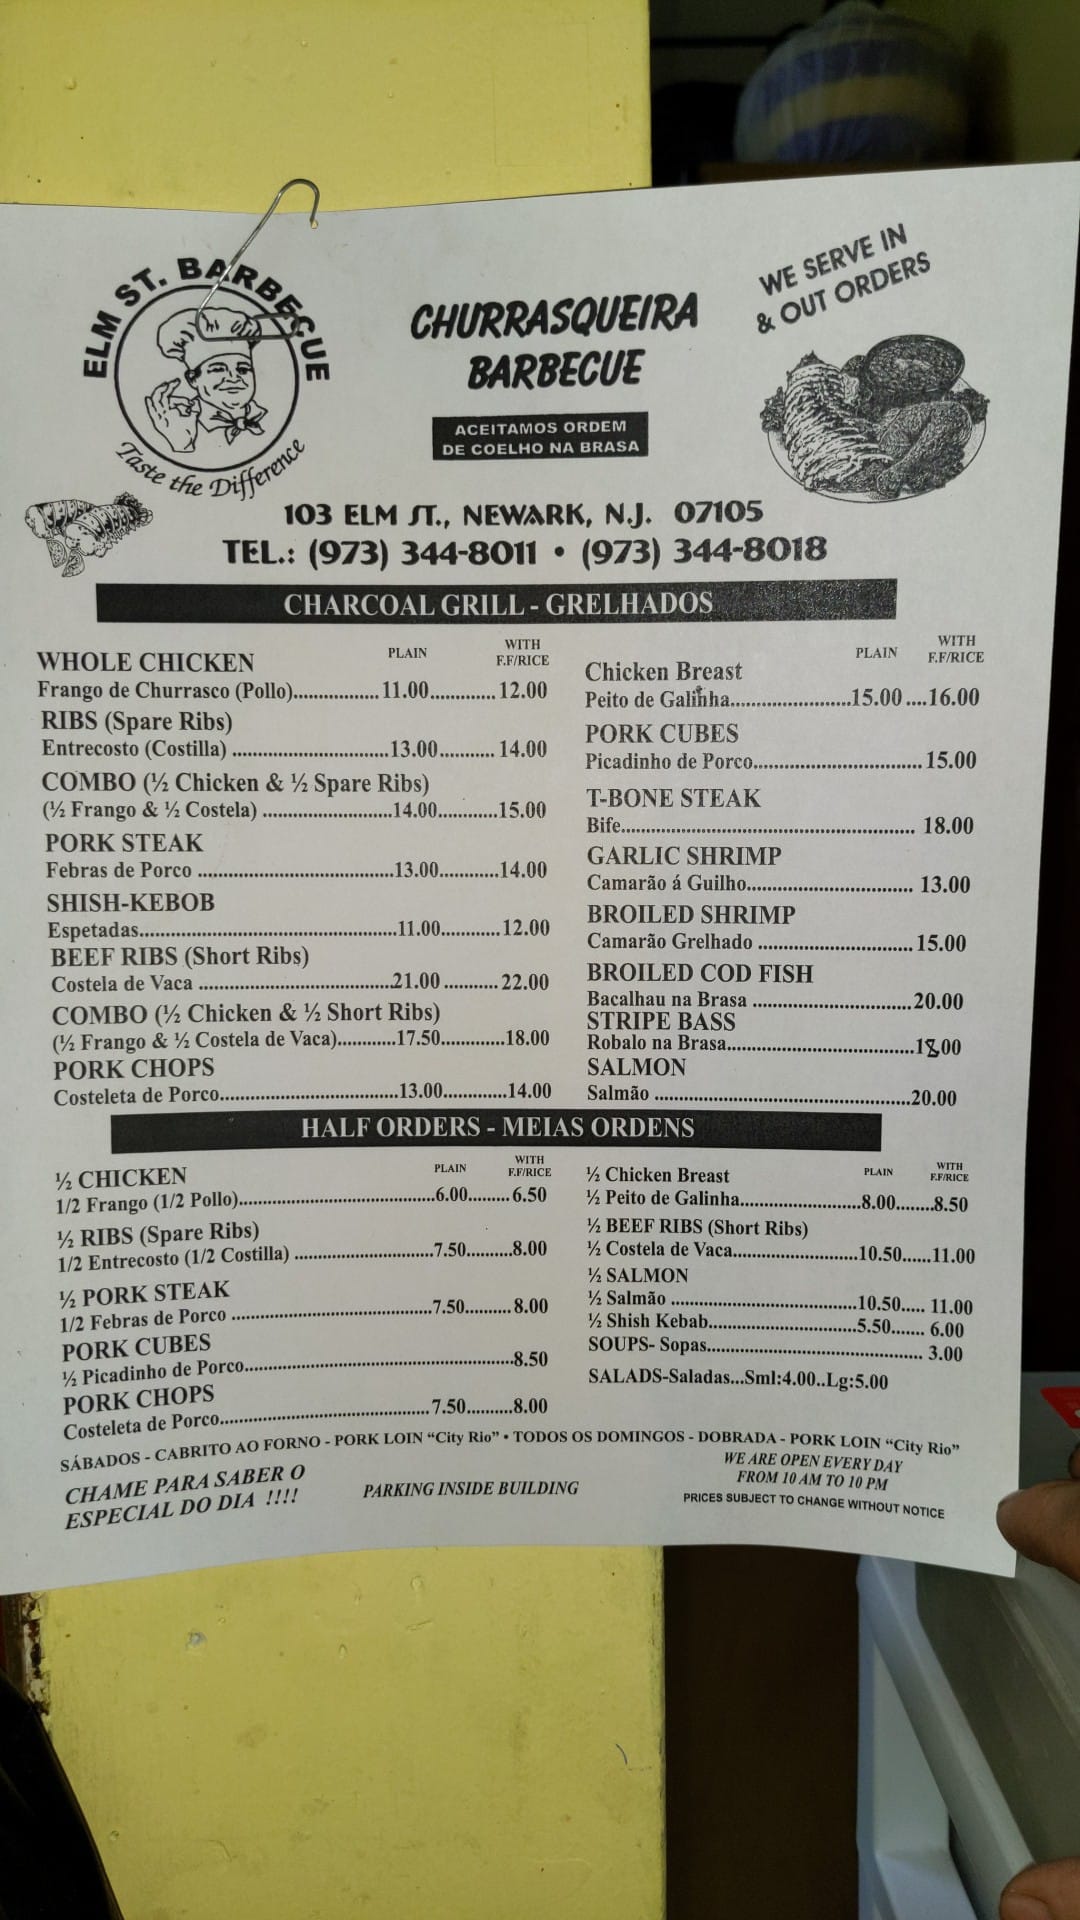 ELM ST. BARBECUE
Taste the Difference
CHURRASQUEIRA
BARBECUE
ACEITAMOS ORDEM
DE COELHO NA BRASA
WE SERVE IN
& OUT ORDERS
103 ELM ST., NEWARK, N.J. 07105
TEL.: (973) 344-8011 • (973) 344-8018
CHARCOAL GRILL - GRELHADOS
PLAIN WITH F.F/RICE
WHOLE CHICKEN
Frango de Churrasco (Pollo)...............11.00............12.00
RIBS (Spare Ribs)
Entrecosto (Costilla) ............................13.00..........14.00
COMBO (½ Chicken & ½ Spare Ribs)
(½ Frango & ½ Costela) .......................14.00...........15.00
PORK STEAK
Febras de Porco ...................................13.00...........14.00
SHISH-KEBOB
Espetadas..............................................11.00...........12.00
BEEF RIBS (Short Ribs)
Costela de Vaca ...................................21.00..........22.00
COMBO (½ Chicken & ½ Short Ribs)
(½ Frango & ½ Costela de Vaca)..........17.50............18.00
PORK CHOPS
Costeleta de Porco................................13.00............14.00
PLAIN WITH F.F/RICE
Chicken Breast
Peito de Galinha......................15.00....16.00
PORK CUBES
Picadinho de Porco...............................15.00
T-BONE STEAK
Bife...................................................... 18.00
GARLIC SHRIMP
Camarão á Guilho............................... 13.00
BROILED SHRIMP
Camarão Grelhado ............................15.00
BROILED COD FISH
Bacalhau na Brasa .............................20.00
STRIPE BASS
Robalo na Brasa..................................18.00
SALMON
Salmão ...............................................20.00
HALF ORDERS - MEIAS ORDENS
PLAIN WITH F.F/RICE
½ CHICKEN
1/2 Frango (1/2 Pollo)...................................6.00........6.50
½ RIBS (Spare Ribs)
1/2 Entrecosto (1/2 Costilla) .........................7.50.........8.00
½ PORK STEAK
1/2 Febras de Porco ....................................7.50.........8.00
PORK CUBES
½ Picadinho de Porco................................................8.50
PORK CHOPS
Costeleta de Porco......................................7.50.........8.00
PLAIN WITH F.F/RICE
½ Chicken Breast
½ Peito de Galinha.....................8.00.......8.50
½ BEEF RIBS (Short Ribs)
½ Costela de Vaca......................10.50......11.00
½ SALMON
½ Salmão .................................10.50..... 11.00
½ Shish Kebab..........................5.50....... 6.00
SOUPS- Sopas....................................... 3.00
SALADS-Saladas...Sml:4.00..Lg:5.00
SÁBADOS - CABRITO AO FORNO - PORK LOIN “City Rio” • TODOS OS DOMINGOS - DOBRADA - PORK LOIN “City Rio”
CHAME PARA SABER O
ESPECIAL DO DIA !!!!
PARKING INSIDE BUILDING
WE ARE OPEN EVERY DAY
FROM 10 AM TO 10 PM
PRICES SUBJECT TO CHANGE WITHOUT NOTICE